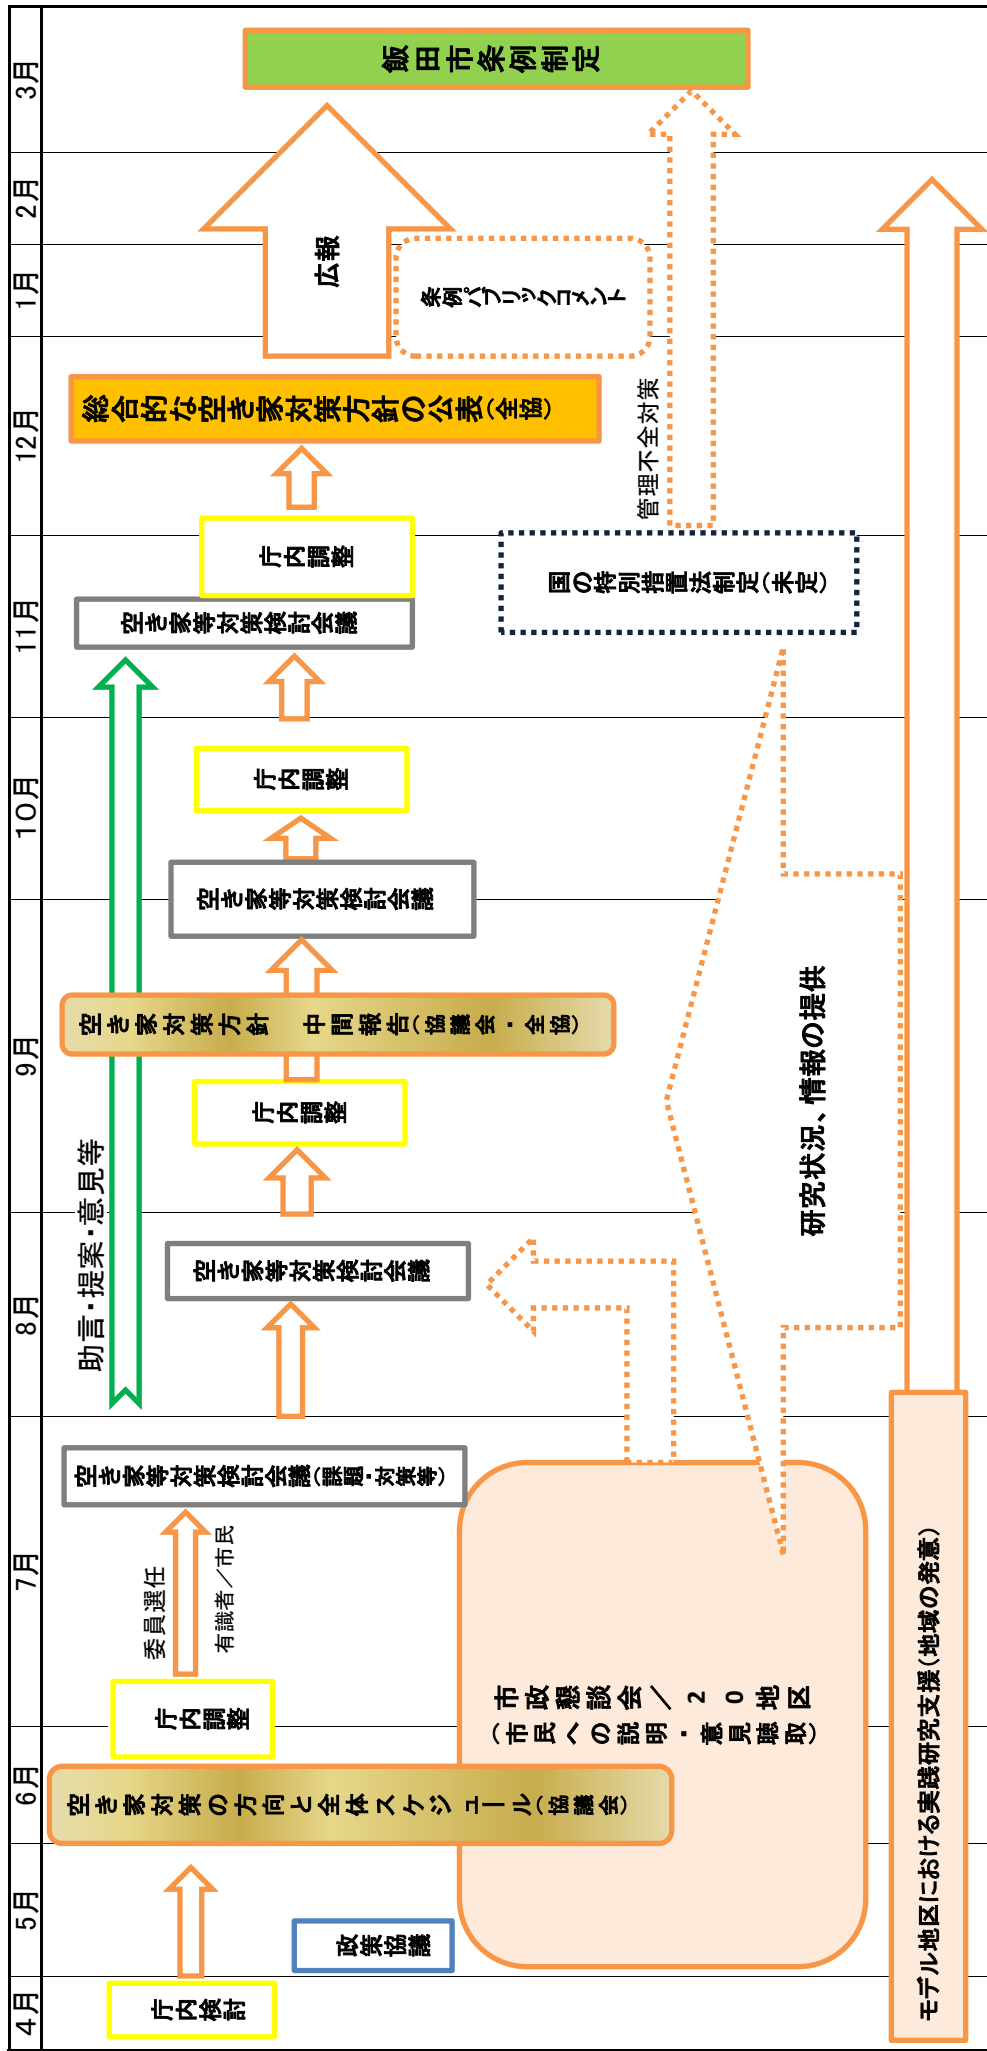 4月
5月
6月
7月
8月
9月
10月
11月
12月
1月
2月
3月
庁内検討
政策協議
空き家対策の方向と全体スケジュール(協議会)
庁内調整
委員選任
有識者／市民
空き家等対策検討会議(課題・対策等)
市政懇談会／20地区
(市民への説明・意見聴取)
助言・提案・意見等
空き家等対策検討会議
庁内調整
空き家対策方針　中間報告(協議会・全協)
空き家等対策検討会議
庁内調整
空き家等対策検討会議
庁内調整
総合的な空き家対策方針の公表(全協)
広報
条例パブリックコメント
飯田市条例制定
国の特別措置法制定(未定)
管理不全対策
研究状況、情報の提供
モデル地区における実践研究支援(地域の発意)